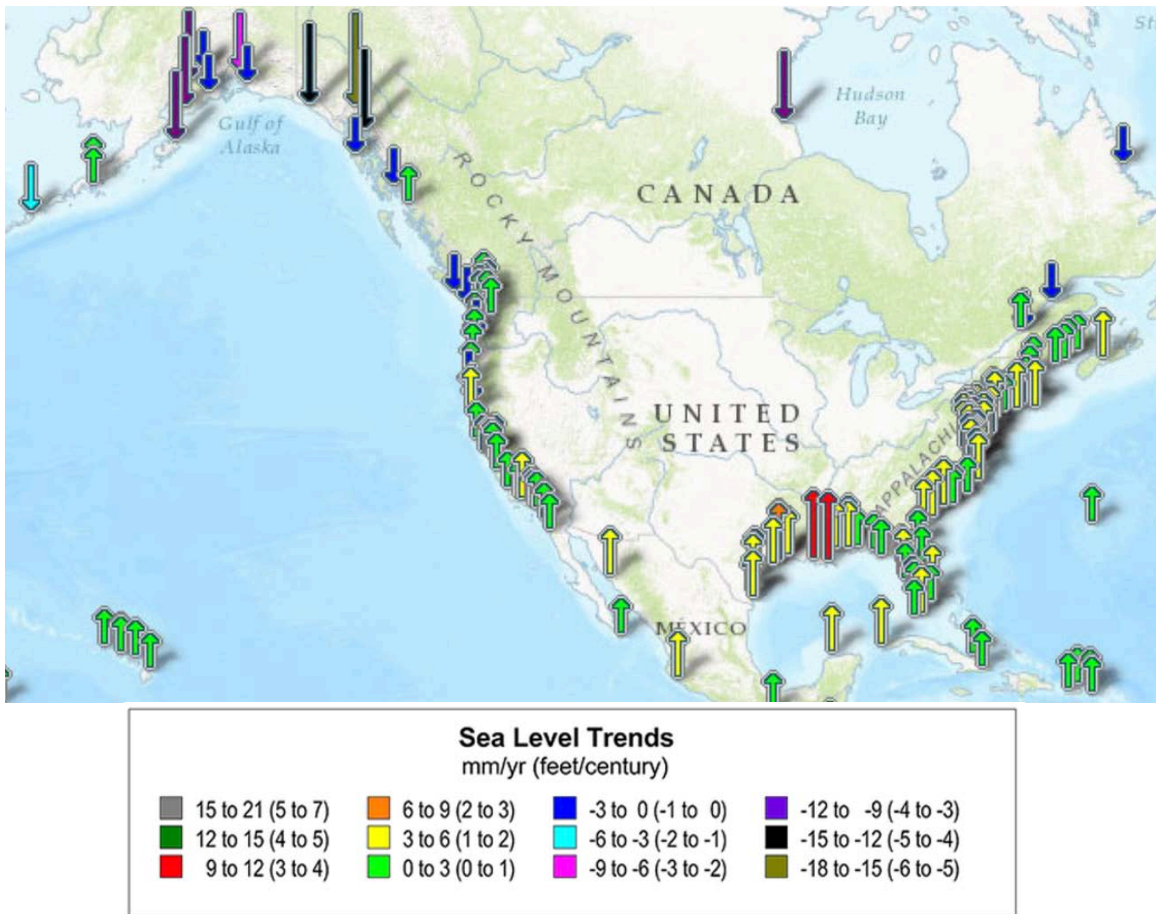 Hudson
Bay
Gulf of
Alaska
CANADA
ROCKY MOUNTAINS
UNITED
STATES
MÉXICO
Sea Level Trends
mm/yr (feet/century)
15 to 21 (5 to 7)
6 to 9 (2 to 3)
-3 to 0 (-1 to 0)
-12 to -9 (-4 to -3)
12 to 15 (4 to 5)
3 to 6 (1 to 2)
-6 to -3 (-2 to -1)
-15 to -12 (-5 to -4)
9 to 12 (3 to 4)
0 to 3 (0 to 1)
-9 to -6 (-3 to -2)
-18 to -15 (-6 to -5)